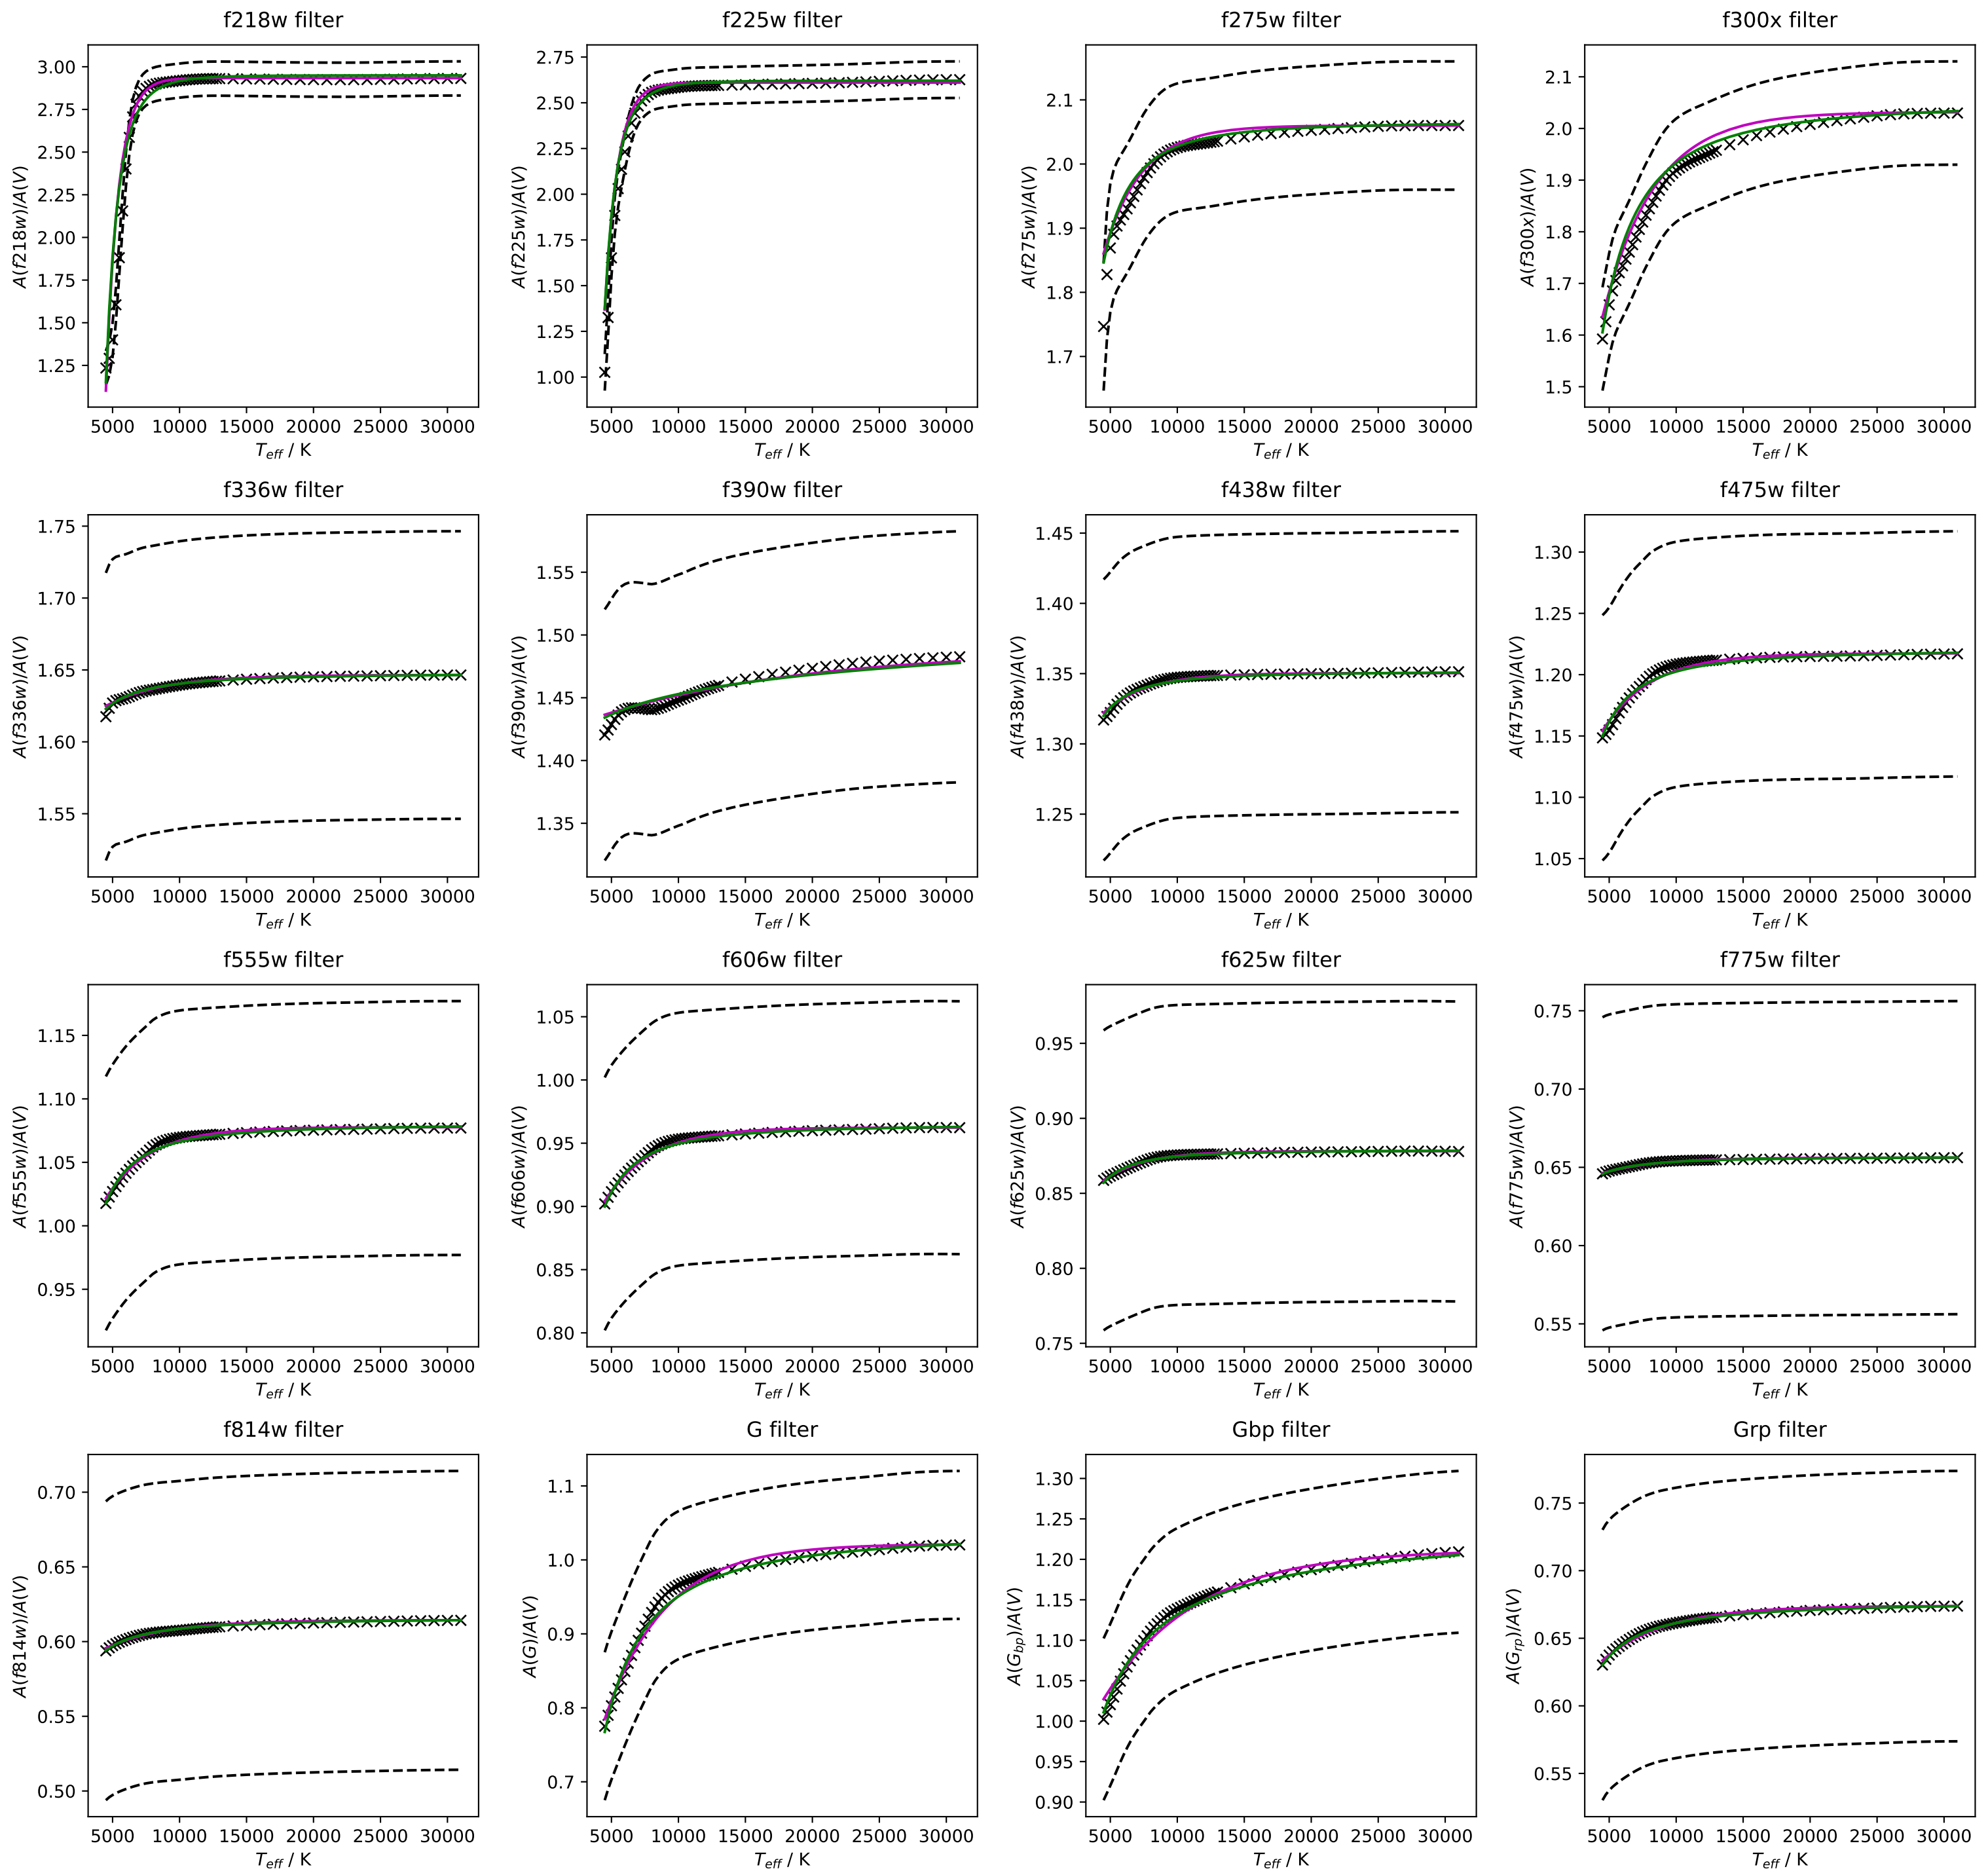 f218w filter f225w filter f275w filter f300x filter
A(f218w)/A(V) 3.00 2.75 2.50 2.25 2.00 1.75 1.50 1.25
A(f225w)/A(V) 2.75 2.50 2.25 2.00 1.75 1.50 1.25 1.00
A(f275w)/A(V) 2.1 2.0 1.9 1.8 1.7
A(f300x)/A(V) 2.1 2.0 1.9 1.8 1.7 1.6 1.5
5000 10000 15000 20000 25000 30000 5000 10000 15000 20000 25000 30000 5000 10000 15000 20000 25000 30000 5000 10000 15000 20000 25000 30000
T_eff / K T_eff / K T_eff / K T_eff / K
f336w filter f390w filter f438w filter f475w filter
A(f336w)/A(V) 1.75 1.70 1.65 1.60 1.55
A(f390w)/A(V) 1.55 1.50 1.45 1.40 1.35
A(f438w)/A(V) 1.45 1.40 1.35 1.30 1.25
A(f475w)/A(V) 1.30 1.25 1.20 1.15 1.10 1.05
5000 10000 15000 20000 25000 30000 5000 10000 15000 20000 25000 30000 5000 10000 15000 20000 25000 30000 5000 10000 15000 20000 25000 30000
T_eff / K T_eff / K T_eff / K T_eff / K
f555w filter f606w filter f625w filter f775w filter
A(f555w)/A(V) 1.15 1.10 1.05 1.00 0.95
A(f606w)/A(V) 1.05 1.00 0.95 0.90 0.85 0.80
A(f625w)/A(V) 0.95 0.90 0.85 0.80 0.75
A(f775w)/A(V) 0.75 0.70 0.65 0.60 0.55
5000 10000 15000 20000 25000 30000 5000 10000 15000 20000 25000 30000 5000 10000 15000 20000 25000 30000 5000 10000 15000 20000 25000 30000
T_eff / K T_eff / K T_eff / K T_eff / K
f814w filter G filter Gbp filter Grp filter
A(f814w)/A(V) 0.70 0.65 0.60 0.55 0.50
A(G)/A(V) 1.1 1.0 0.9 0.8 0.7
A(G_bp)/A(V) 1.30 1.25 1.20 1.15 1.10 1.05 1.00 0.95 0.90
A(G_rp)/A(V) 0.75 0.70 0.65 0.60 0.55
5000 10000 15000 20000 25000 30000 5000 10000 15000 20000 25000 30000 5000 10000 15000 20000 25000 30000 5000 10000 15000 20000 25000 30000
T_eff / K T_eff / K T_eff / K T_eff / K